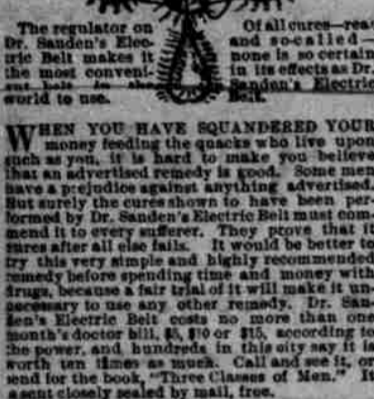 The regulator on
Dr. Sanden's Elec-
tric Belt makes it
the most conveni-
ent belt in the
world to use.
Of all cures—real
and so-called—
none is so certain
in its effects as Dr.
Sanden's Electric
Belt.
WHEN YOU HAVE SQUANDERED YOUR
money feeding the quacks who live upon
such as you, it is hard to make you believe
that an advertised remedy is good. Some men
have a prejudice against anything advertised.
But surely the cures shown to have been per-
formed by Dr. Sanden's Electric Belt must com-
mend it to every sufferer. They prove that it
cures after all else fails. It would be better to
try this very simple and highly recommended
remedy before spending time and money with
drugs, because a fair trial of it will make it un-
necessary to use any other remedy. Dr. San-
den's Electric Belt costs no more than one
month's doctor bill, $5, $10 or $15, according to
the power, and hundreds in this city say it is
worth ten times as much. Call and see it, or
send for the book, "Three Classes of Men." It
is sent closely sealed by mail, free.